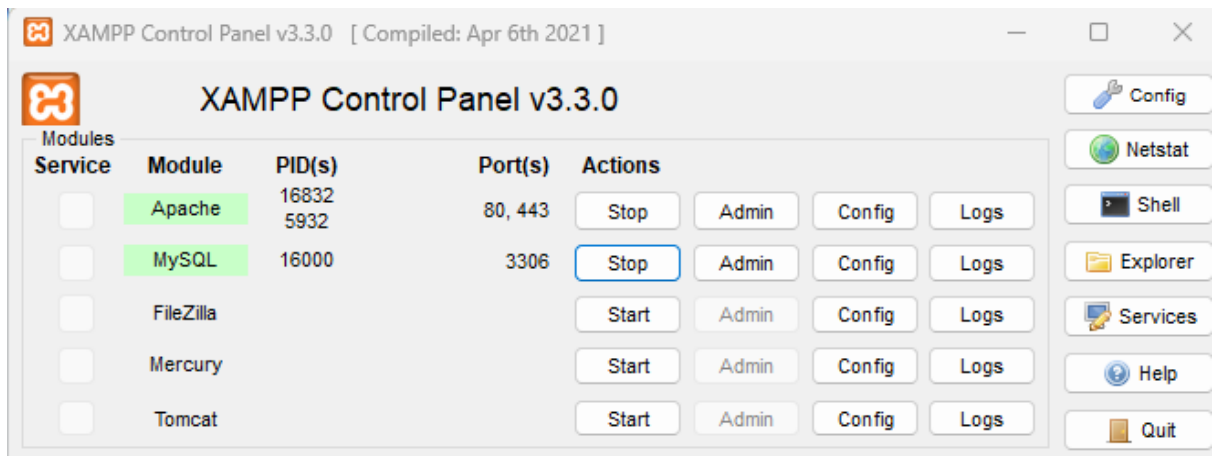 XAMPP Control Panel v3.3.0 [ Compiled: Apr 6th 2021 ]
XAMPP Control Panel v3.3.0
Config
Modules
Netstat
Service Module PID(s) Port(s) Actions
Apache 16832 80, 443 Stop Admin Config Logs
5932
Shell
MySQL 16000 3306 Stop Admin Config Logs
Explorer
FileZilla Start Admin Config Logs
Services
Mercury Start Admin Config Logs
Help
Tomcat Start Admin Config Logs
Quit